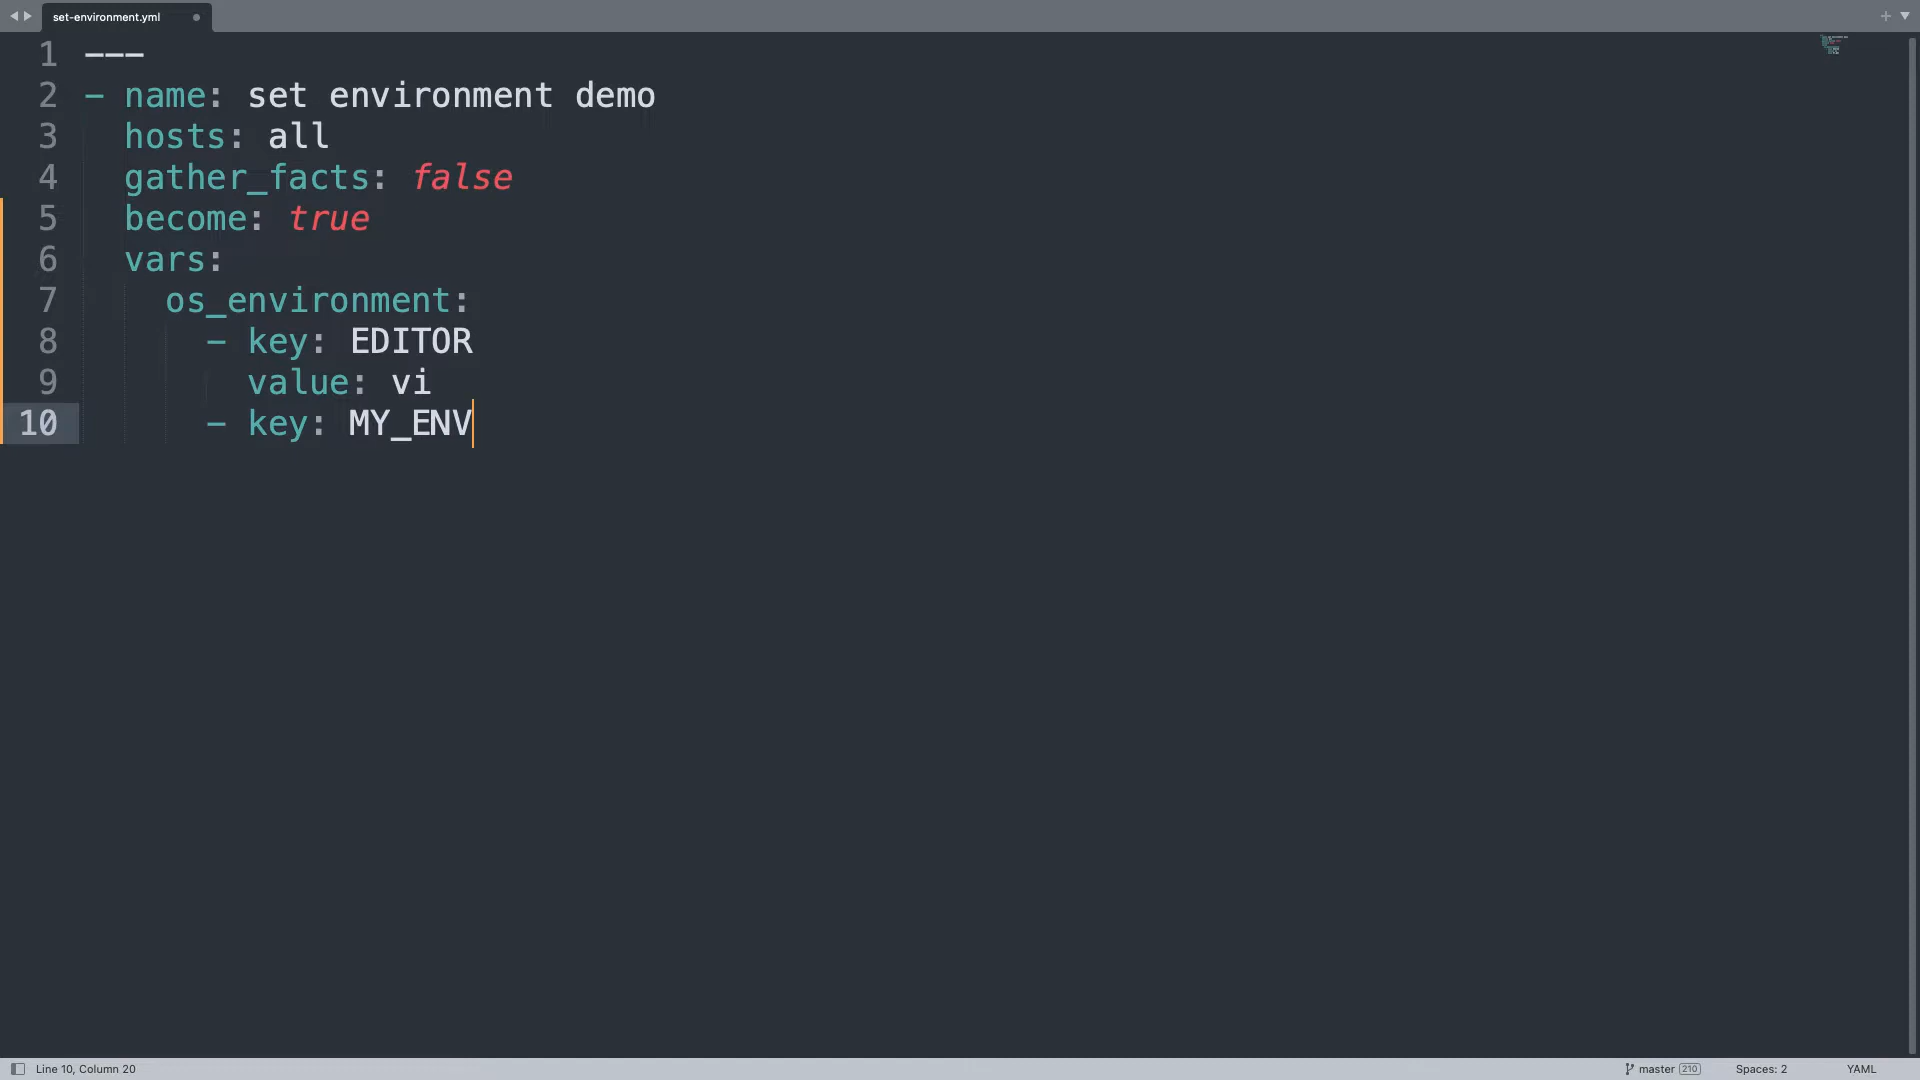 set-environment.yml
1 ---
2 - name: set environment demo
3   hosts: all
4   gather_facts: false
5   become: true
6   vars:
7     os_environment:
8       - key: EDITOR
9         value: vi
10       - key: MY_ENV
Line 10, Column 20
master 210
Spaces: 2
YAML